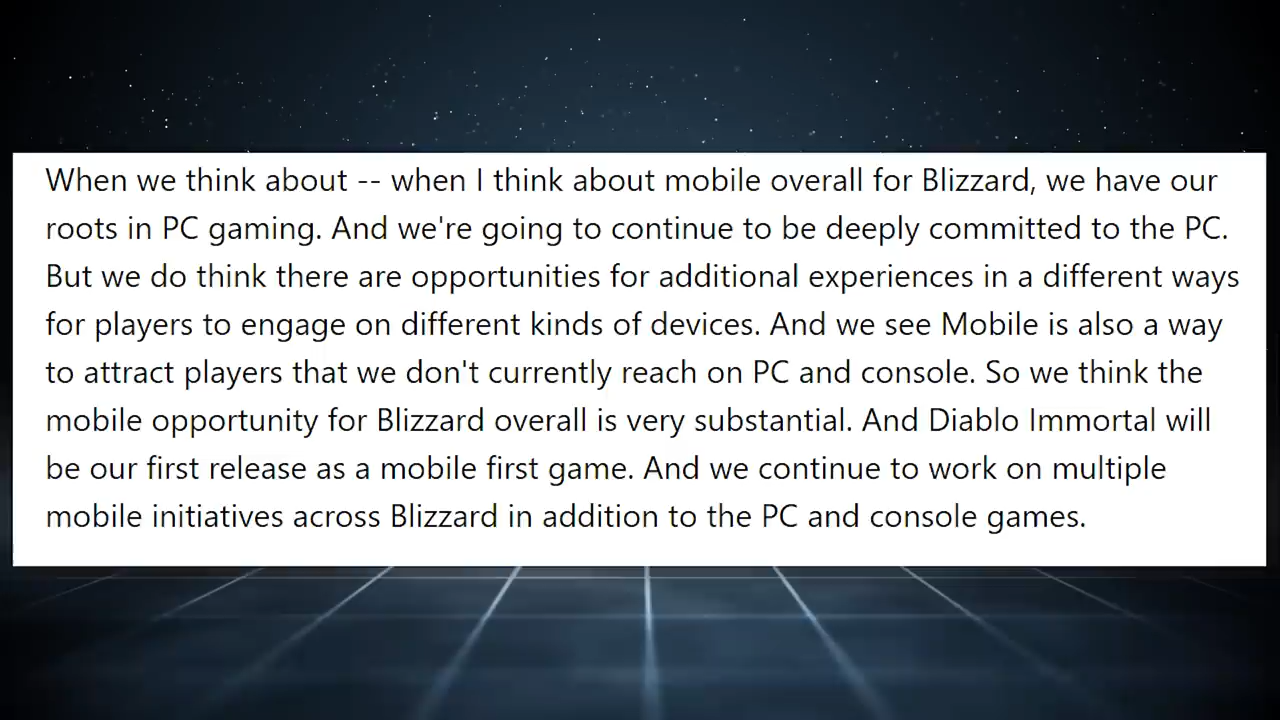 When we think about -- when I think about mobile overall for Blizzard, we have our
roots in PC gaming. And we're going to continue to be deeply committed to the PC.
But we do think there are opportunities for additional experiences in a different ways
for players to engage on different kinds of devices. And we see Mobile is also a way
to attract players that we don't currently reach on PC and console. So we think the
mobile opportunity for Blizzard overall is very substantial. And Diablo Immortal will
be our first release as a mobile first game. And we continue to work on multiple
mobile initiatives across Blizzard in addition to the PC and console games.